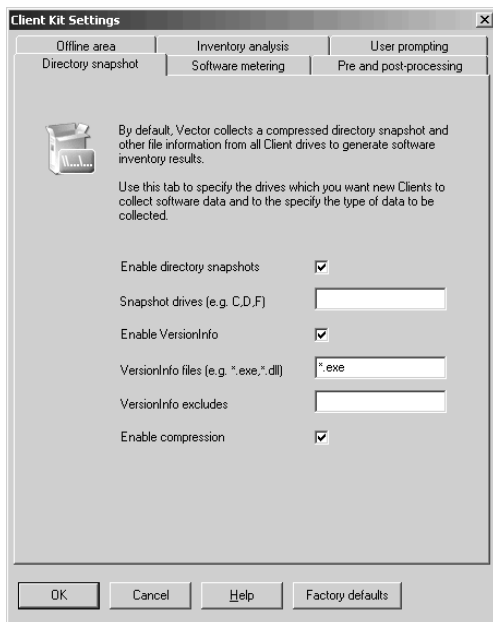 Client Kit Settings
Offline area
Inventory analysis
User prompting
Directory snapshot
Software metering
Pre and post-processing
\\...\...
By default, Vector collects a compressed directory snapshot and
other file information from all Client drives to generate software
inventory results.
Use this tab to specify the drives which you want new Clients to
collect software data and to the specify the type of data to be
collected.
Enable directory snapshots
Snapshot drives (e.g. C,D,F)
Enable VersionInfo
VersionInfo files (e.g. *.exe,*.dll)
*.exe
VersionInfo excludes
Enable compression
OK
Cancel
Help
Factory defaults